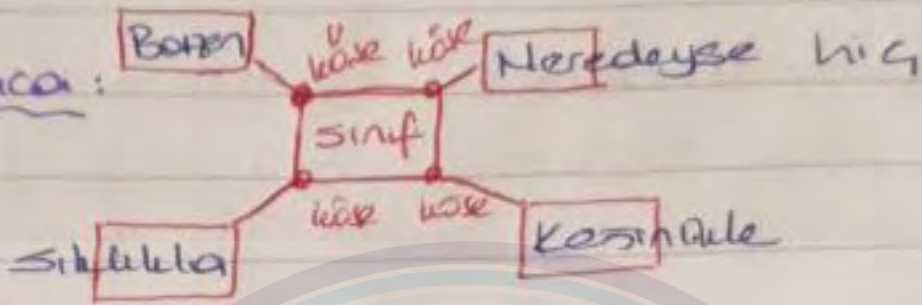 Bazen köşe köşe Neredeyse hiç
sınıf
köşe köşe
Sıklıkla Kesinlikle